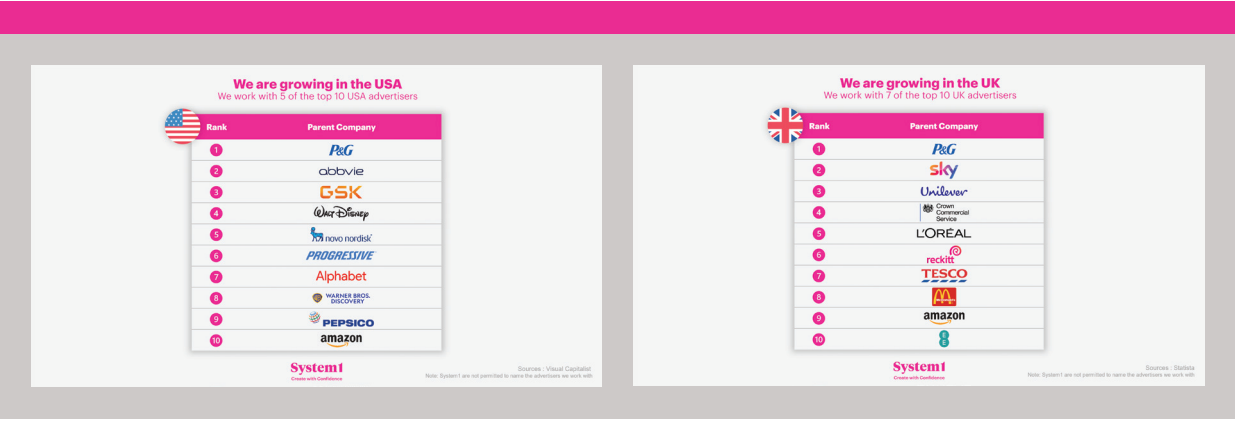 We are growing in the USA
We work with 5 of the top 10 USA advertisers
Rank Parent Company
1 P&G
2 abbvie
3 GSK
4 WALT DISNEY
5 novo nordisk
6 PROGRESSIVE
7 Alphabet
8 WARNER BROS. DISCOVERY
9 PEPSICO
10 amazon
System1
Create with Confidence
Sources : Visual Capitalist
Note: System1 are not permitted to name the advertisers we work with
We are growing in the UK
We work with 7 of the top 10 UK advertisers
Rank Parent Company
1 P&G
2 sky
3 Unilever
4 Crown Commercial Service
5 L'ORÉAL
6 reckitt
7 TESCO
8 M
9 amazon
10 EE
System1
Create with Confidence
Sources : Statista
Note: System1 are not permitted to name the advertisers we work with